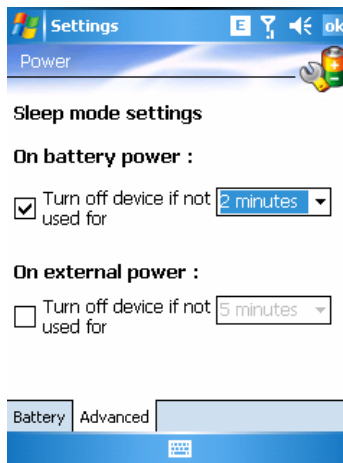 Settings
E
ok
Power
Sleep mode settings
On battery power :
Turn off device if not
used for
2 minutes
On external power :
Turn off device if not
used for
5 minutes
Battery
Advanced